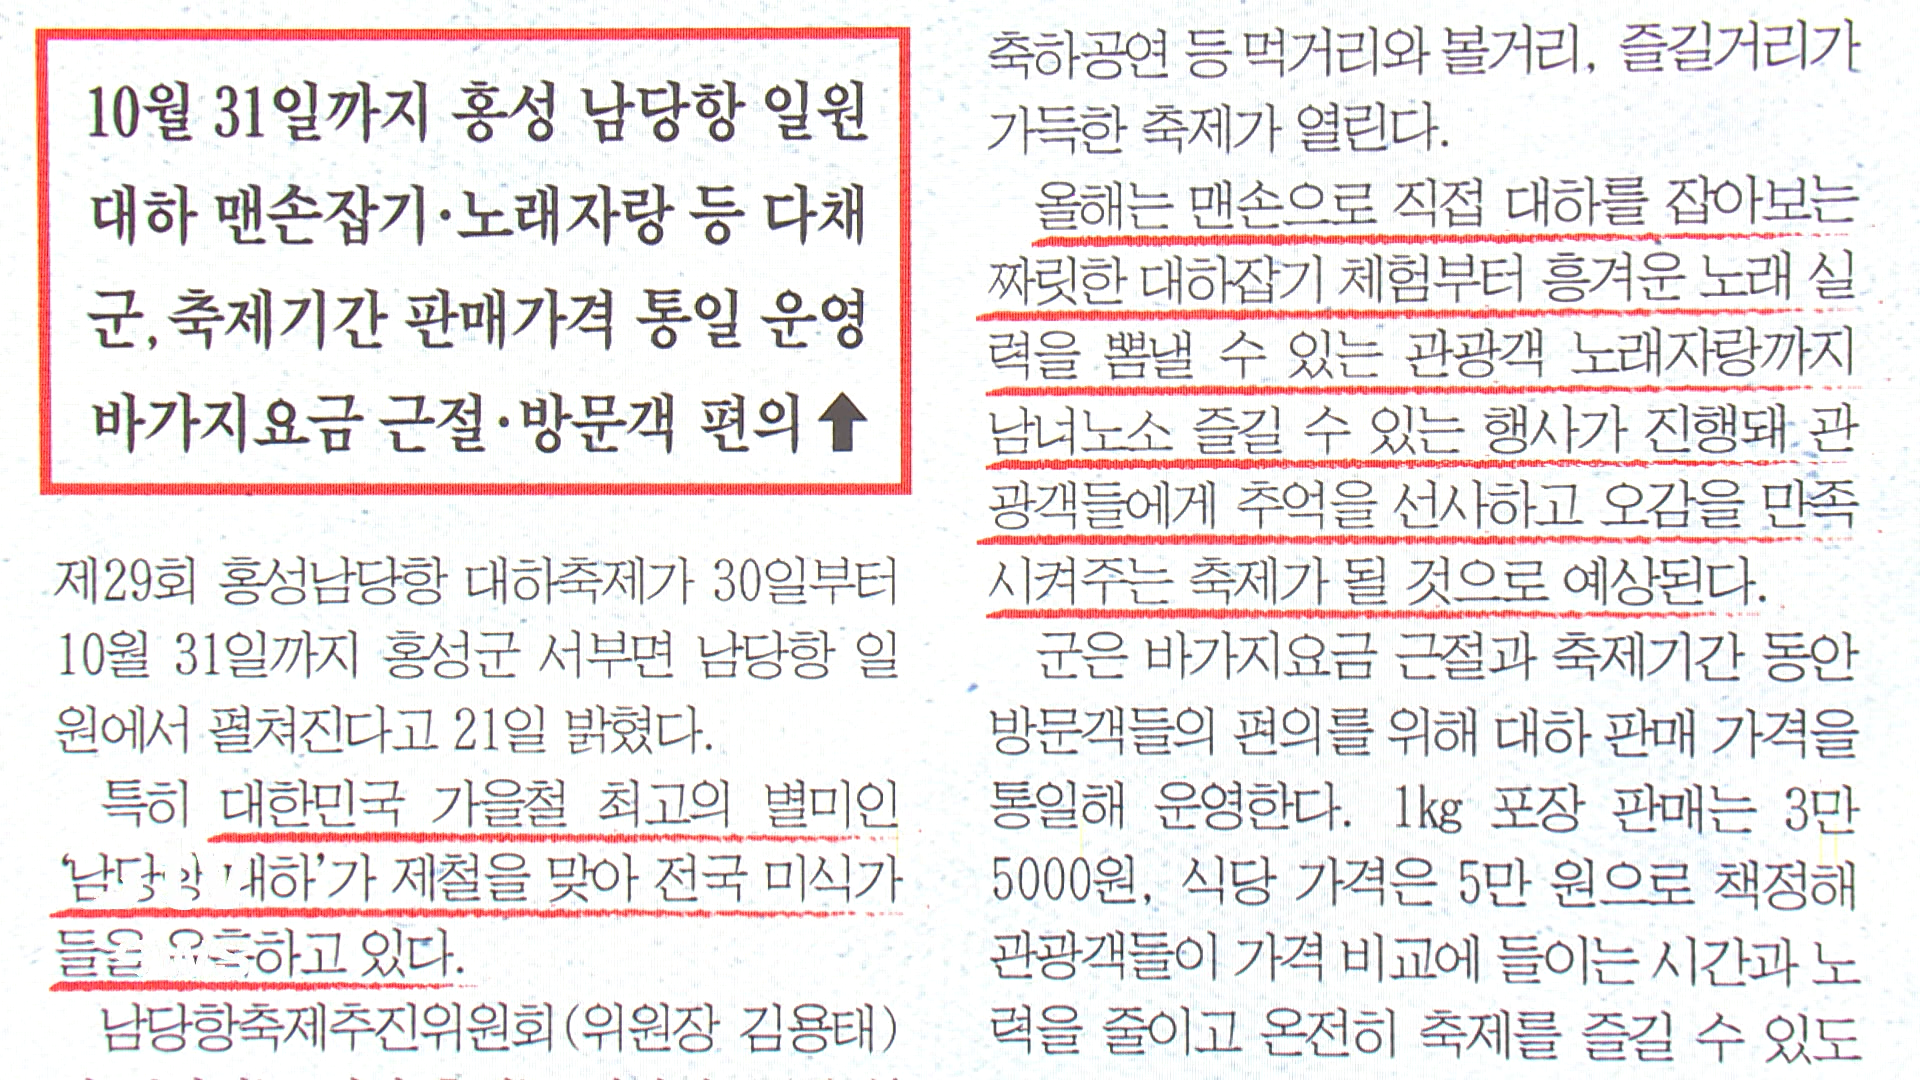 10월 31일까지 홍성 남당항 일원
대하 맨손잡기·노래자랑 등 다채
군, 축제기간 판매가격 통일 운영
바가지요금 근절·방문객 편의↑
제29회 홍성남당항 대하축제가 30일부터
10월 31일까지 홍성군 서부면 남당항 일
원에서 펼쳐진다고 21일 밝혔다.
특히 대한민국 가을철 최고의 별미인
제철을 맞아 전국 미식가
들을 있다.
남당항축제추진위원회(위원장 김용태)
축하공연 등 먹거리와 볼거리, 즐길거리가
가득한 축제가 열린다.
올해는 맨손으로 직접 대하를 잡아보는
짜릿한 대하잡기 체험부터 흥겨운 노래 실
력을 뽐낼 수 있는 관광객 노래자랑까지
남녀노소 즐길 수 있는 행사가 진행돼 관
광객들에게 추억을 선사하고 오감을 만족
시켜주는 축제가 될 것으로 예상된다.
군은 바가지요금 근절과 축제기간 동안
방문객들의 편의를 위해 대하 판매 가격을
통일해 운영한다. 1kg 포장 판매는 3만
5000원, 식당 가격은 5만 원으로 책정해
관광객들이 가격 비교에 들이는 시간과 노
력을 줄이고 온전히 축제를 즐길 수 있도